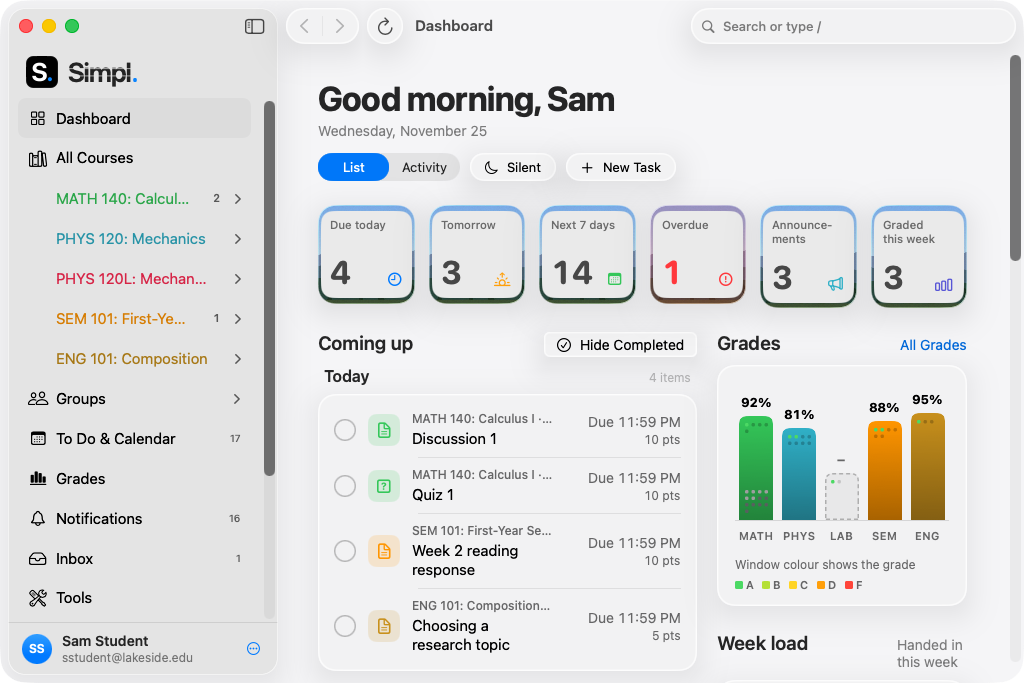 Dashboard
Search or type /
S.
Simpl.
Dashboard
All Courses
MATH 140: Calcul... 2
PHYS 120: Mechanics
PHYS 120L: Mechan...
SEM 101: First-Ye... 1
ENG 101: Composition
Groups
To Do & Calendar 17
Grades
Notifications 16
Inbox 1
Tools
SS
Sam Student
sstudent@lakeside.edu
Good morning, Sam
Wednesday, November 25
List
Activity
Silent
New Task
Due today
4
Tomorrow
3
Next 7 days
14
Overdue
1
Announce-
ments
3
Graded
this week
3
Coming up
Hide Completed
Today
4 items
MATH 140: Calculus I ·...
Discussion 1
Due 11:59 PM
10 pts
MATH 140: Calculus I ·...
Quiz 1
Due 11:59 PM
10 pts
SEM 101: First-Year Se...
Week 2 reading
response
Due 11:59 PM
10 pts
ENG 101: Composition...
Choosing a
research topic
Due 11:59 PM
5 pts
Grades
All Grades
92% 81% – 88% 95%
MATH PHYS LAB SEM ENG
Window colour shows the grade
A B C D F
Week load
Handed in
this week